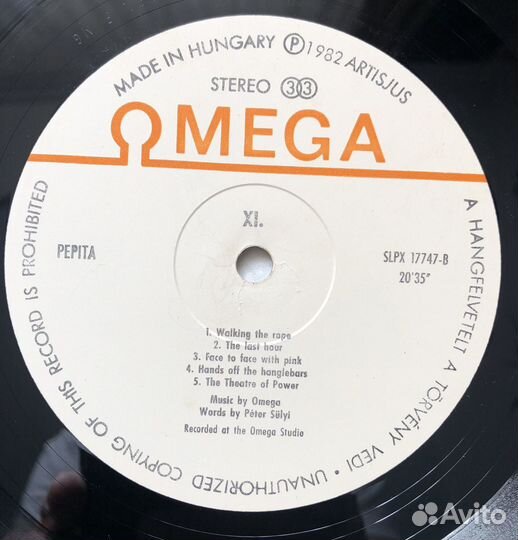 MADE IN HUNGARY Ⓟ 1982 ARTISJUS
STEREO 33
ΩMEGA
XI.
PEPITA
SLPX 17747-B
20'35"
1. Walking the rope
2. The last hour
3. Face to face with pink
4. Hands off the hanglebars
5. The Theatre of Power
Music by Omega
Words by Péter Sülyi
Recorded at the Omega Studio
A HANGFELVETELT A TÖRVÉNY VÉDI • UNAUTHORIZED COPYING OF THIS RECORD IS PROHIBITED
Avito